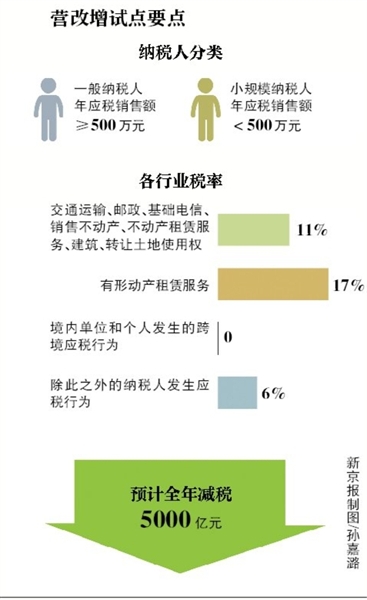 营改增试点要点
纳税人分类
一般纳税人
年应税销售额
≥500万元
小规模纳税人
年应税销售额
<500万元
各行业税率
交通运输、邮政、基础电信、
销售不动产、不动产租赁服
务、建筑、转让土地使用权
11%
有形动产租赁服务
17%
境内单位和个人发生的跨
境应税行为
0
除此之外的纳税人发生应
税行为
6%
预计全年减税
5000亿元
新京报制图/孙嘉潞